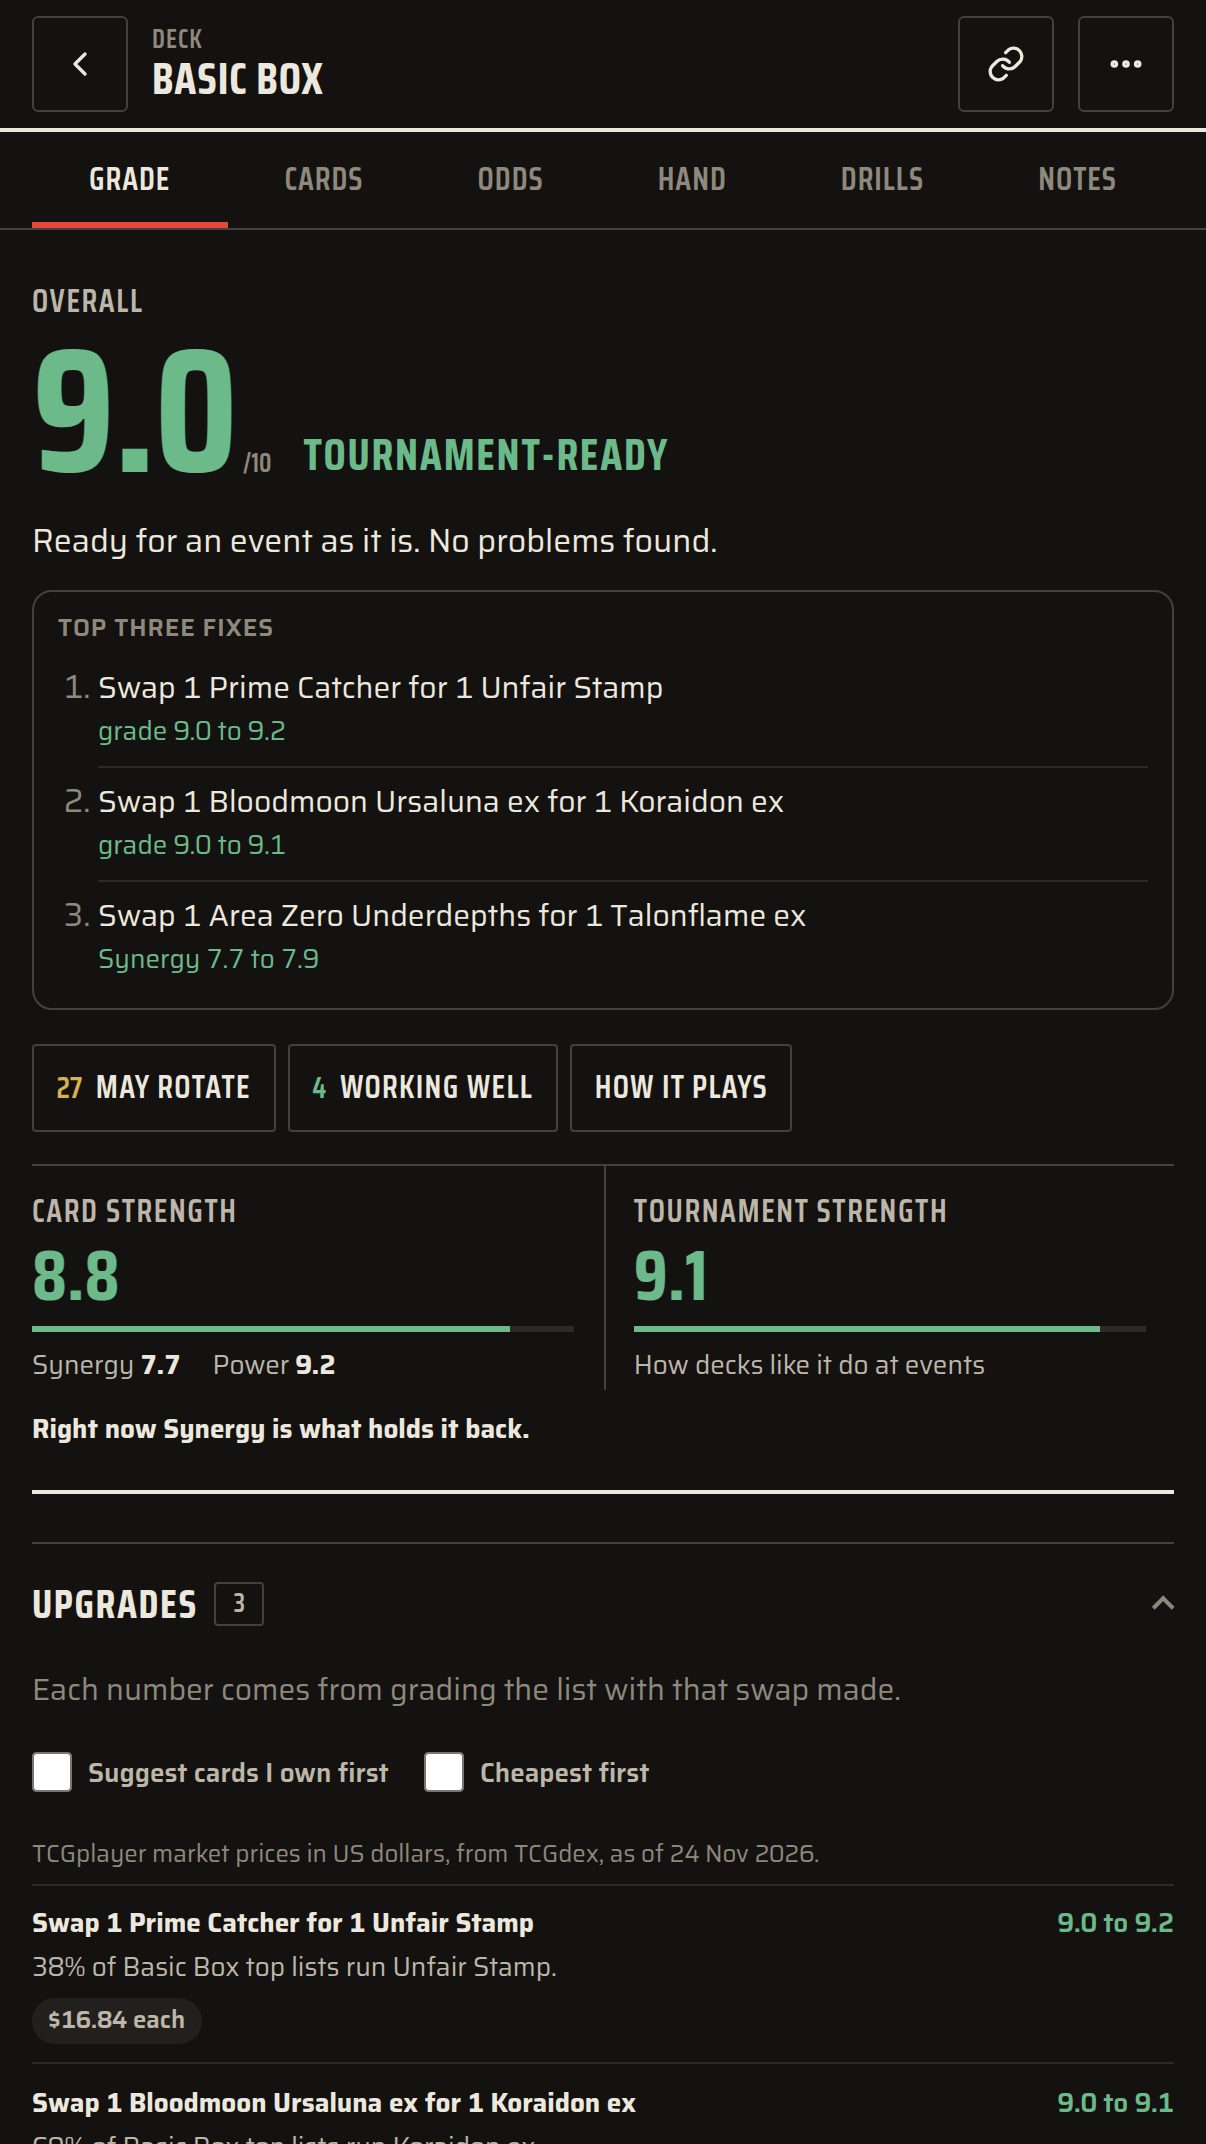 DECK
BASIC BOX
GRADE CARDS ODDS HAND DRILLS NOTES
OVERALL
9.0 /10 TOURNAMENT-READY
Ready for an event as it is. No problems found.
TOP THREE FIXES
1. Swap 1 Prime Catcher for 1 Unfair Stamp
grade 9.0 to 9.2
2. Swap 1 Bloodmoon Ursaluna ex for 1 Koraidon ex
grade 9.0 to 9.1
3. Swap 1 Area Zero Underdepths for 1 Talonflame ex
Synergy 7.7 to 7.9
27 MAY ROTATE 4 WORKING WELL HOW IT PLAYS
CARD STRENGTH
8.8
Synergy 7.7 Power 9.2
TOURNAMENT STRENGTH
9.1
How decks like it do at events
Right now Synergy is what holds it back.
UPGRADES 3
Each number comes from grading the list with that swap made.
Suggest cards I own first Cheapest first
TCGplayer market prices in US dollars, from TCGdex, as of 24 Nov 2026.
Swap 1 Prime Catcher for 1 Unfair Stamp 9.0 to 9.2
38% of Basic Box top lists run Unfair Stamp.
$16.84 each
Swap 1 Bloodmoon Ursaluna ex for 1 Koraidon ex 9.0 to 9.1
of Basic Box top lists run Koraidon ex.